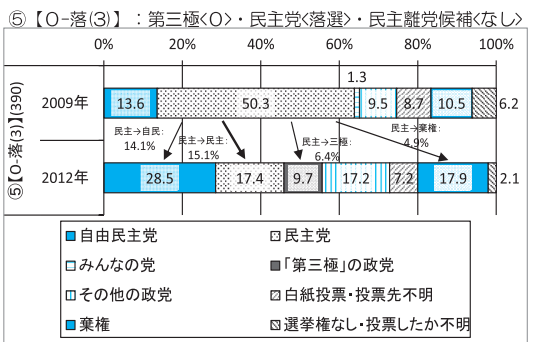 ⑤【O-落(3)】:第三極<O>・民主党<落選>・民主離党候補<なし>
0% 20% 40% 60% 80% 100%
1.3
⑤【O-落(3)】(390)
2009年 13.6 50.3 9.5 8.7 10.5 6.2
民主→自民: 14.1%
民主→民主: 15.1%
民主→三極: 6.4%
民主→棄権: 4.9%
2012年 28.5 17.4 9.7 17.2 7.2 17.9 2.1
自由民主党 民主党
みんなの党 「第三極」の政党
その他の政党 白紙投票・投票先不明
棄権 選挙権なし・投票したか不明